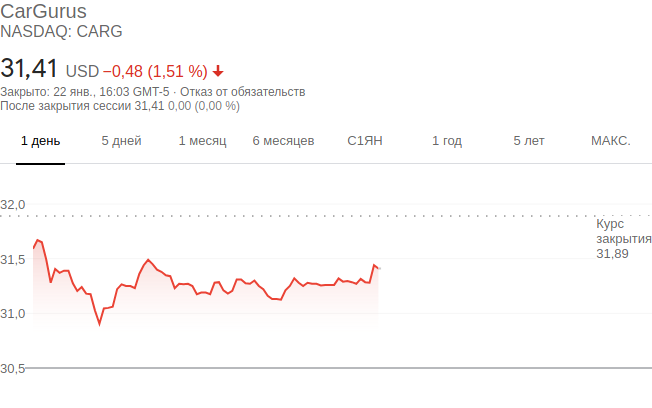 CarGurus
NASDAQ: CARG
31,41 USD −0,48 (1,51 %)
Закрыто: 22 янв., 16:03 GMT-5 · Отказ от обязательств
После закрытия сессии 31,41 0,00 (0,00 %)
1 день 5 дней 1 месяц 6 месяцев С1ЯН 1 год 5 лет МАКС.
32,0
Курс
закрытия
31,89
31,5
31,0
30,5